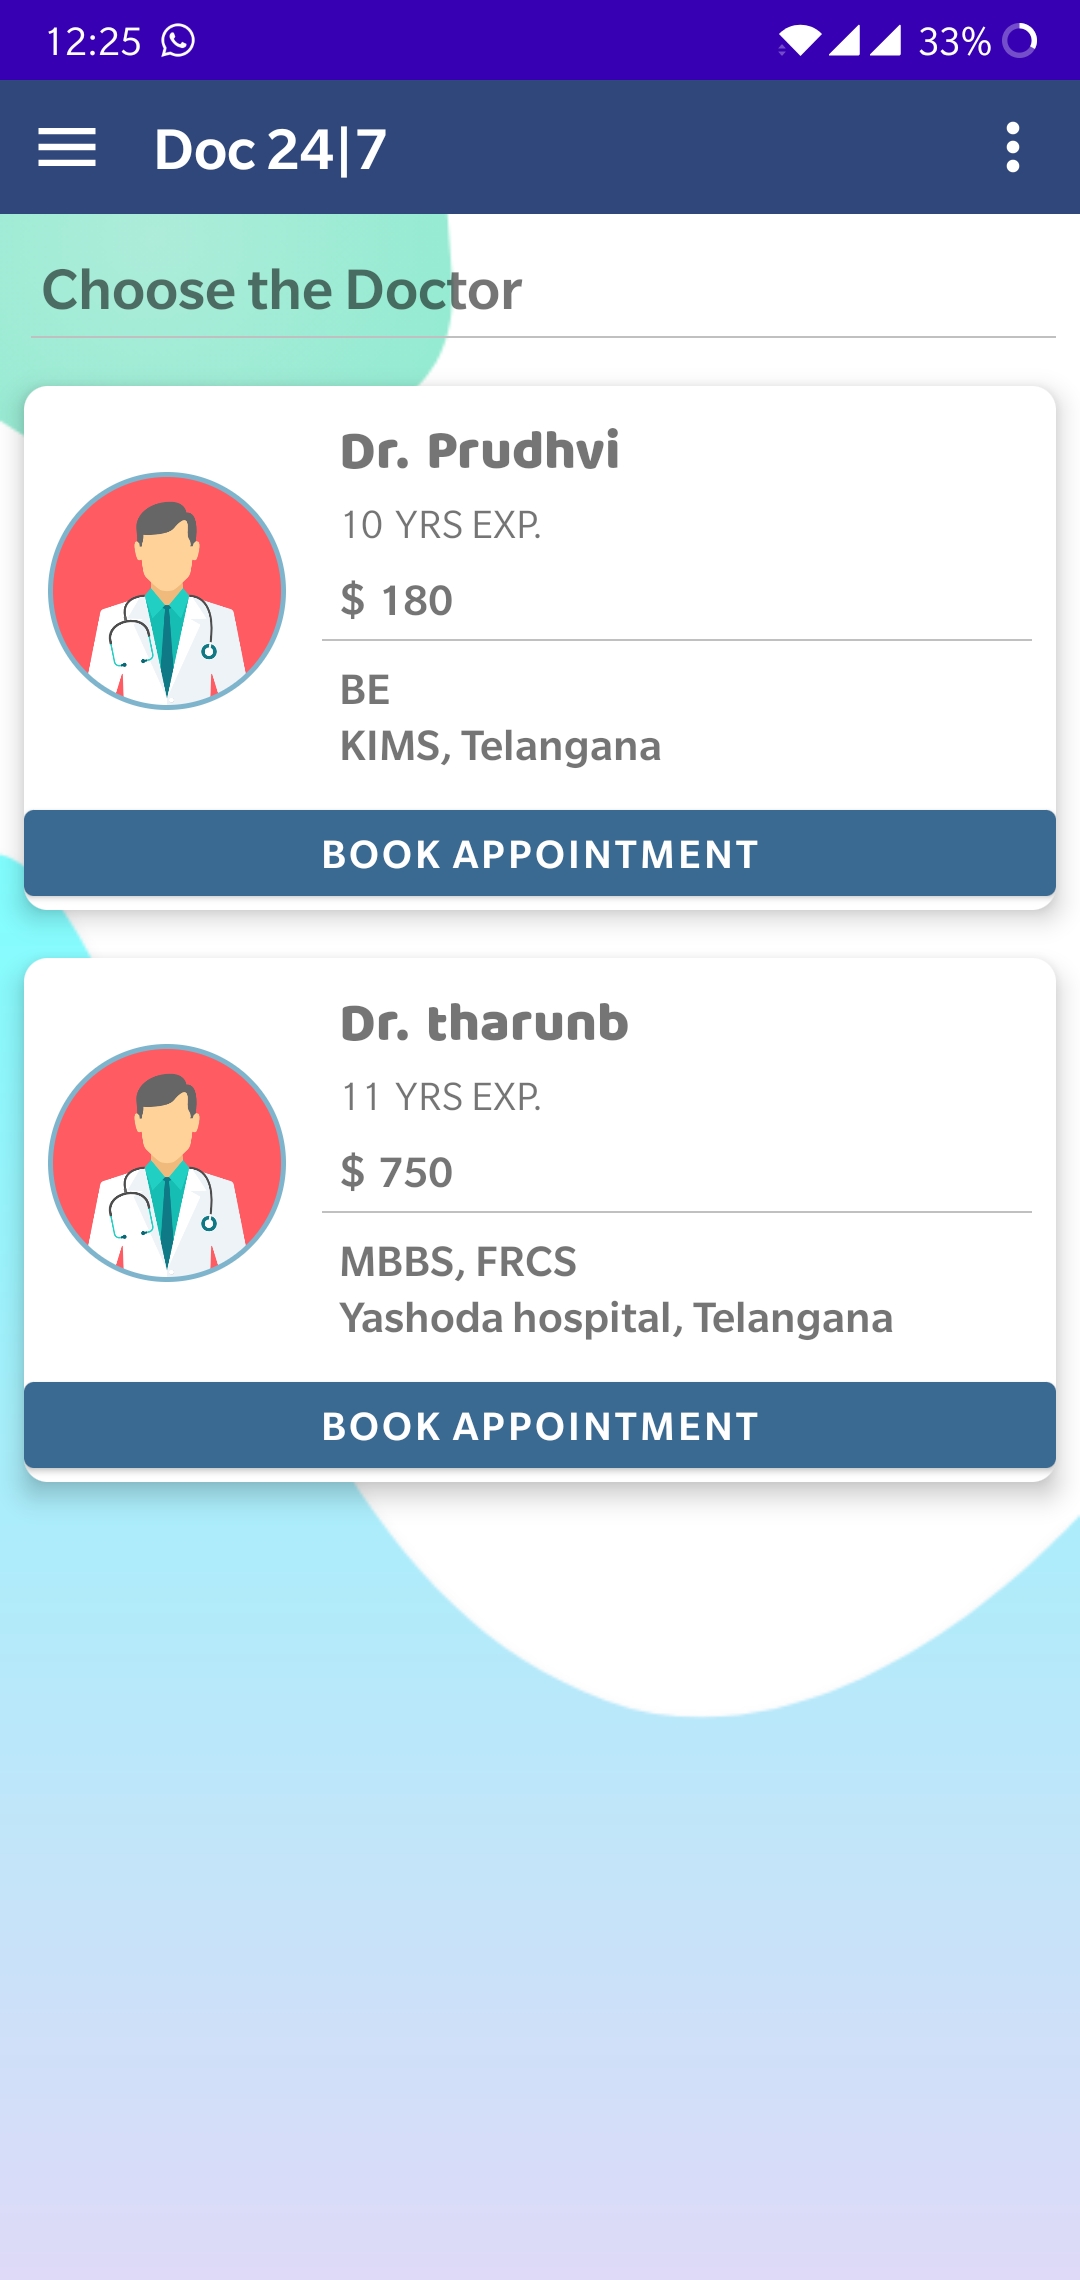 12:25
33%
Doc 24|7
Choose the Doctor
Dr. Prudhvi
10 YRS EXP.
$ 180
BE
KIMS, Telangana
BOOK APPOINTMENT
Dr. tharunb
11 YRS EXP.
$ 750
MBBS, FRCS
Yashoda hospital, Telangana
BOOK APPOINTMENT